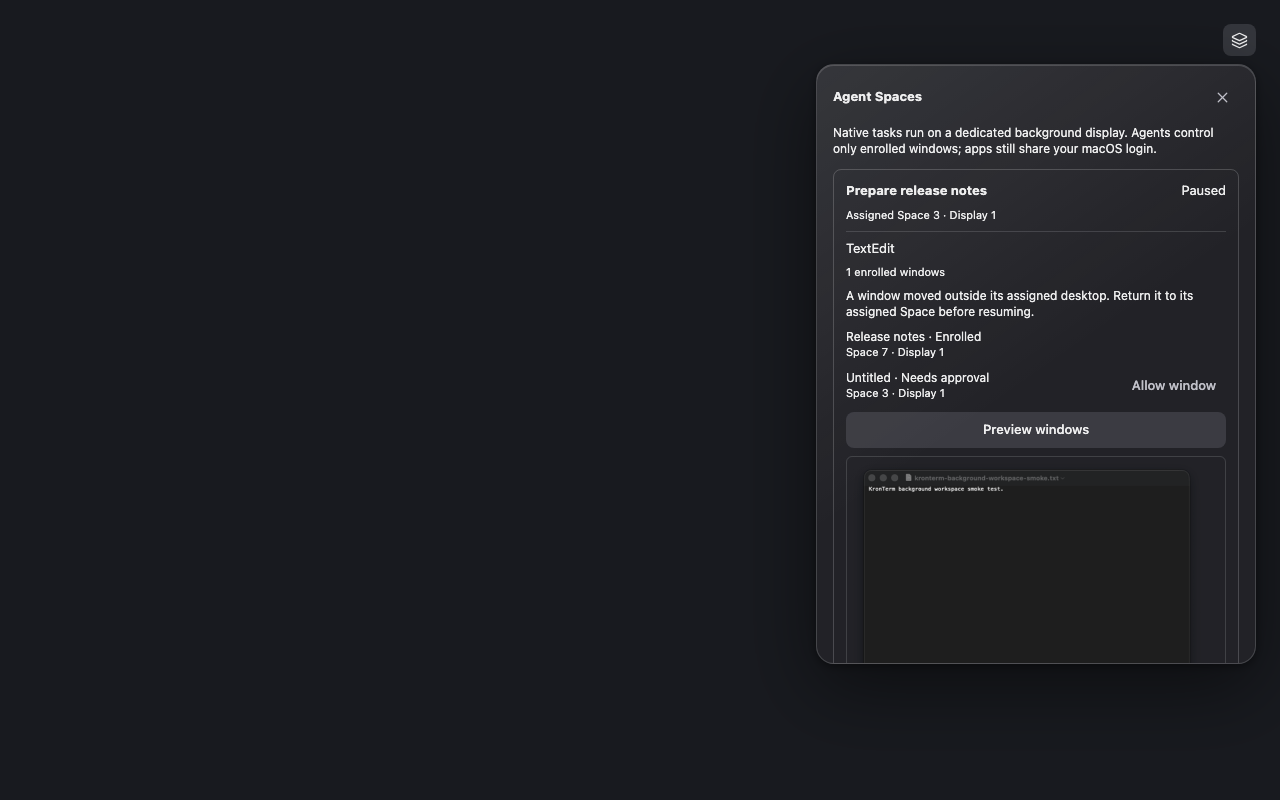 Agent Spaces
Native tasks run on a dedicated background display. Agents control
only enrolled windows; apps still share your macOS login.
Prepare release notes
Paused
Assigned Space 3 · Display 1
TextEdit
1 enrolled windows
A window moved outside its assigned desktop. Return it to its
assigned Space before resuming.
Release notes · Enrolled
Space 7 · Display 1
Untitled · Needs approval
Space 3 · Display 1
Allow window
Preview windows
kronterm-background-workspace-smoke.txt
KronTerm background workspace smoke test.